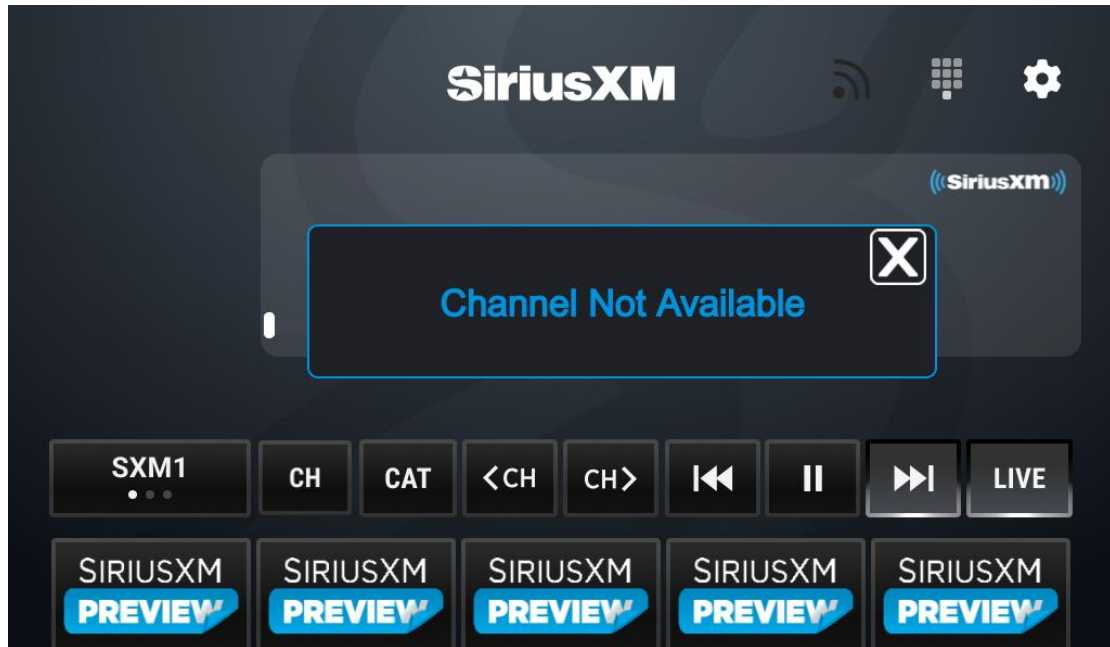 SiriusXM
((SiriusXM))
X
Channel Not Available
SXM1
CH
CAT
<CH
CH>
LIVE
SIRIUSXM
PREVIEW
SIRIUSXM
PREVIEW
SIRIUSXM
PREVIEW
SIRIUSXM
PREVIEW
SIRIUSXM
PREVIEW